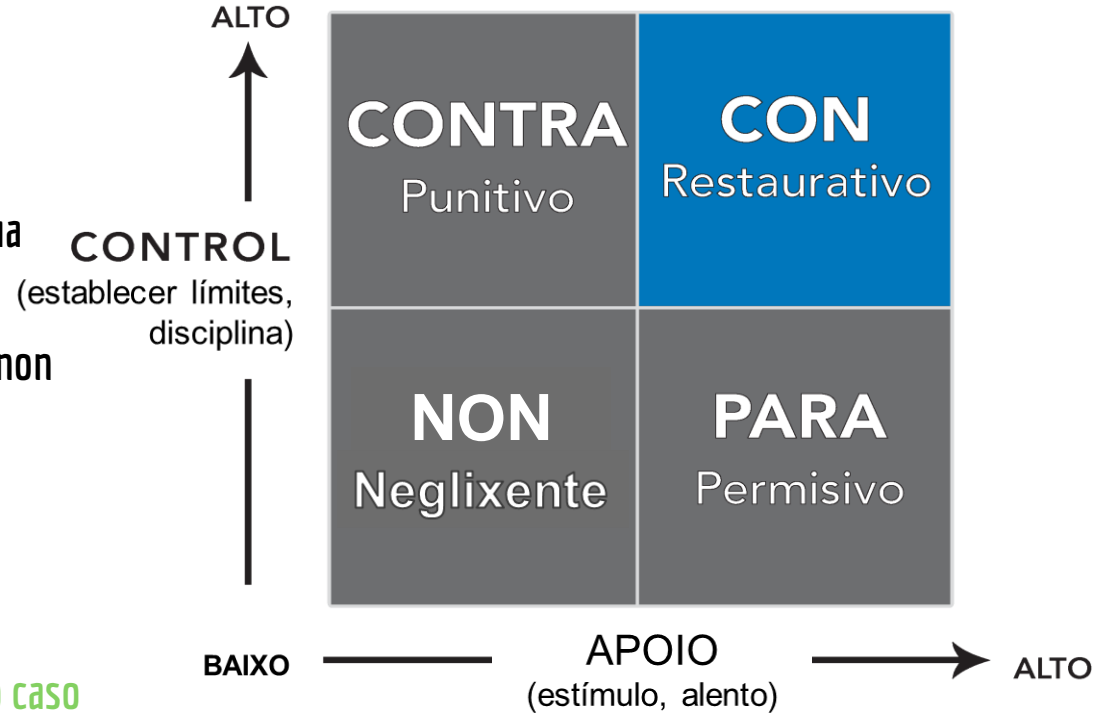 ALTO
CONTRA
Punitivo
CON
Restaurativo
CONTROL
(establecer límites,
disciplina)
NON
Neglixente
PARA
Permisivo
BAIXO
APOIO
(estímulo, alento)
ALTO
caso